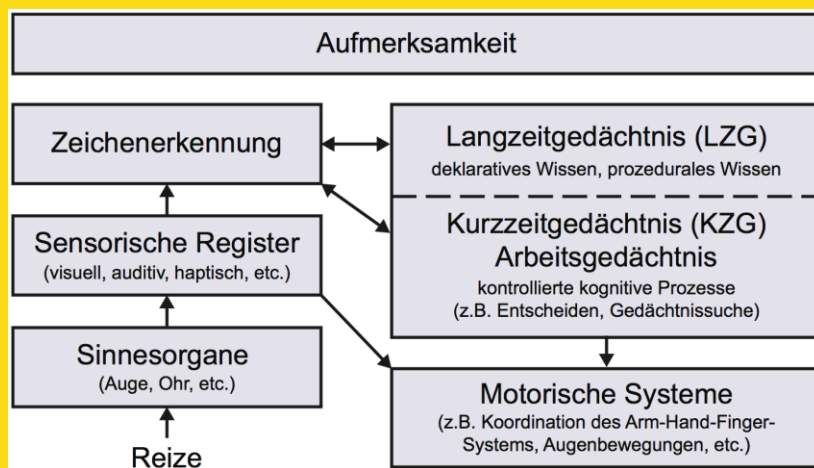 Aufmerksamkeit
Zeichenerkennung
Langzeitgedächtnis (LZG)
deklaratives Wissen, prozedurales Wissen
Sensorische Register
(visuell, auditiv, haptisch, etc.)
Kurzzeitgedächtnis (KZG)
Arbeitsgedächtnis
kontrollierte kognitive Prozesse
(z.B. Entscheiden, Gedächtnissuche)
Sinnesorgane
(Auge, Ohr, etc.)
Motorische Systeme
(z.B. Koordination des Arm-Hand-Finger-
Systems, Augenbewegungen, etc.)
Reize